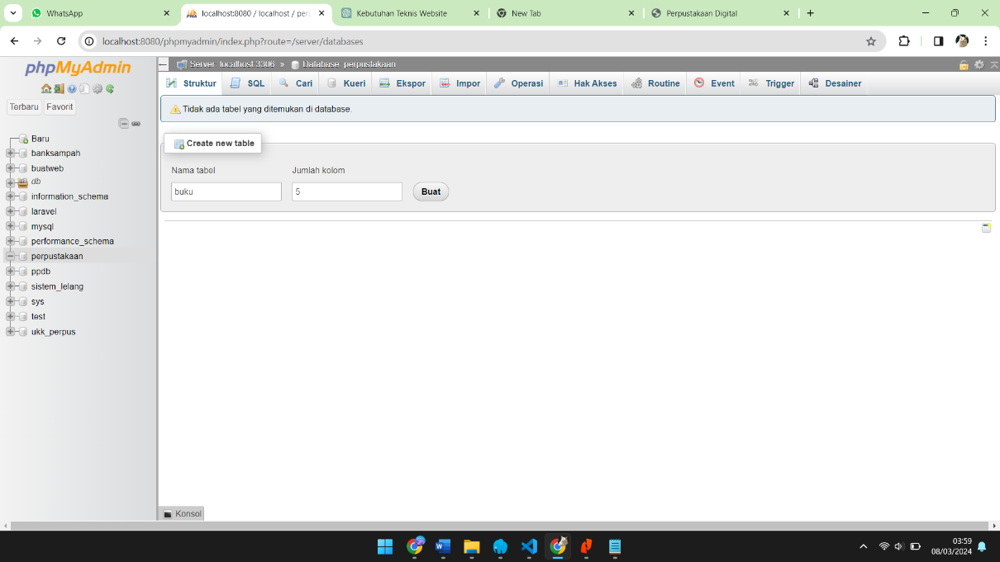 WhatsApp
localhost:8080 / localhost / perp
Kebutuhan Teknis Website
New Tab
Perpustakaan Digital
localhost:8080/phpmyadmin/index.php?route=/server/databases
phpMyAdmin
Terbaru
Favorit
Baru
banksampah
buatweb
db
information_schema
laravel
mysql
performance_schema
perpustakaan
ppdb
sistem_lelang
sys
test
ukk_perpus
Server: localhost:3306 » Database: perpustakaan
Struktur
SQL
Cari
Kueri
Ekspor
Impor
Operasi
Hak Akses
Routine
Event
Trigger
Desainer
Tidak ada tabel yang ditemukan di database.
Create new table
Nama tabel
Jumlah kolom
buku
5
Buat
Konsol
03:59
08/03/2024